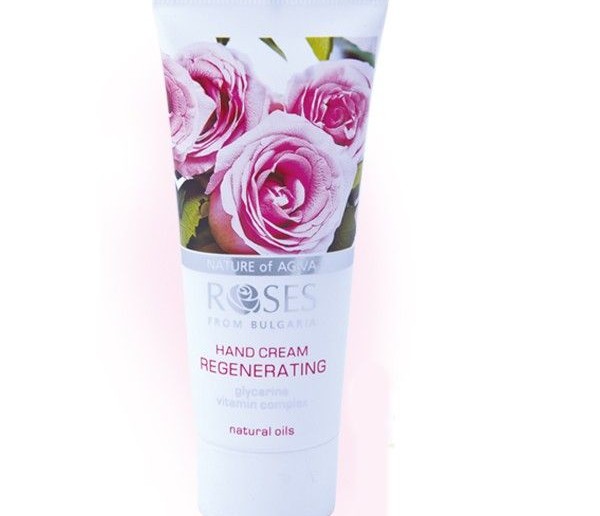 NATURE of AGIVA
ROSES
FROM BULGARIA
HAND CREAM
REGENERATING
glycerine
vitamin complex
natural oils